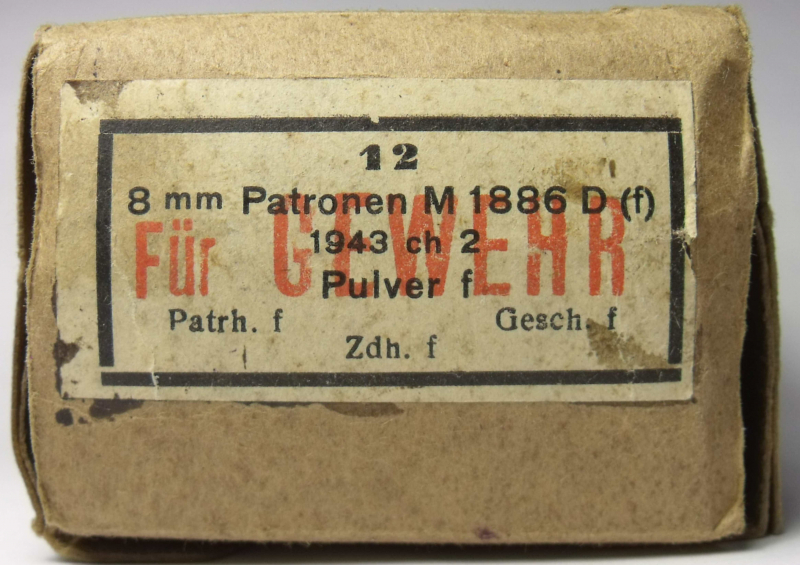 12
8 mm Patronen M 1886 D (f)
Für GEWEHR
1943 ch 2
Pulver f
Patrh. f Gesch. f
Zdh. f